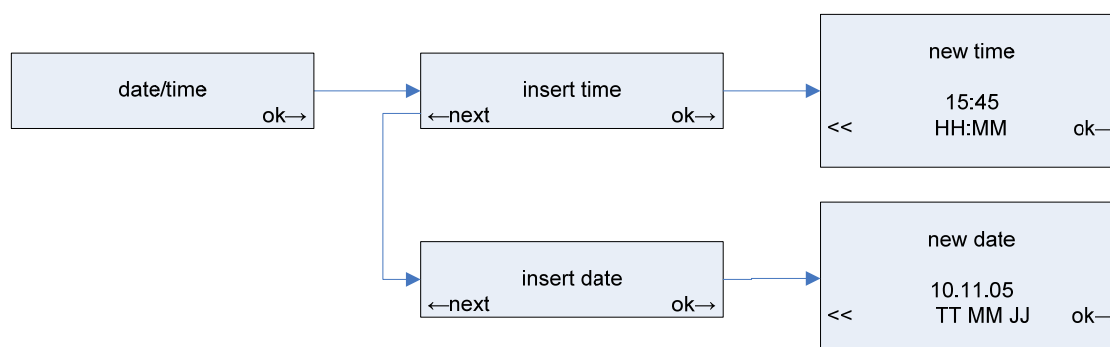 date/time
ok→
insert time
←next ok→
new time
15:45
<< HH:MM ok—
insert date
←next ok→
new date
10.11.05
<< TT MM JJ ok—